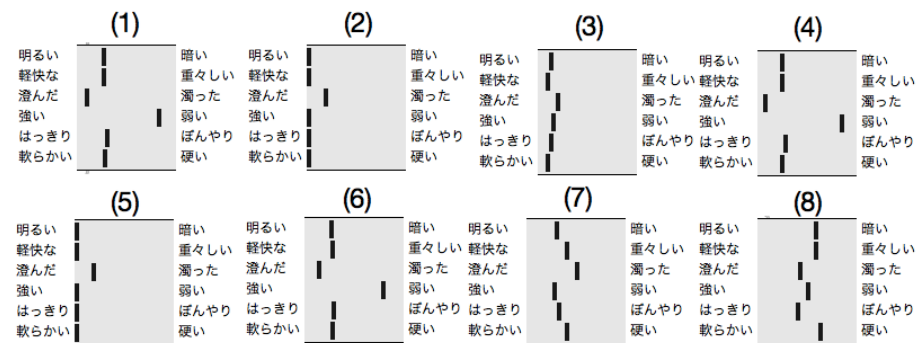 (1) (2) (3) (4)
明るい 暗い 明るい 暗い 明るい 暗い 明るい 暗い
軽快な 重々しい 軽快な 重々しい 軽快な 重々しい 軽快な 重々しい
澄んだ 濁った 澄んだ 濁った 澄んだ 濁った 澄んだ 濁った
強い 弱い 強い 弱い 強い 弱い 強い 弱い
はっきり ぼんやり はっきり ぼんやり はっきり ぼんやり はっきり ぼんやり
軟らかい 硬い 軟らかい 硬い 軟らかい 硬い 軟らかい 硬い
(5) (6) (7) (8)
明るい 暗い 明るい 暗い 明るい 暗い 明るい 暗い
軽快な 重々しい 軽快な 重々しい 軽快な 重々しい 軽快な 重々しい
澄んだ 濁った 澄んだ 濁った 澄んだ 濁った 澄んだ 濁った
強い 弱い 強い 弱い 強い 弱い 強い 弱い
はっきり ぼんやり はっきり ぼんやり はっきり ぼんやり はっきり ぼんやり
軟らかい 硬い 軟らかい 硬い 軟らかい 硬い 軟らかい 硬い